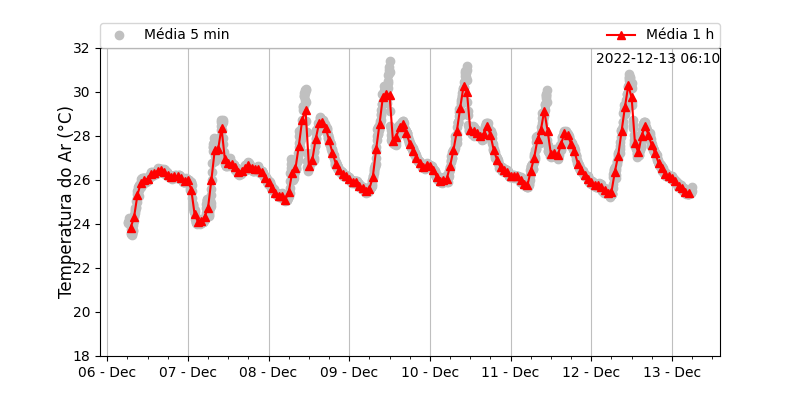 Média 5 min
Média 1 h
2022-12-13 06:10
Temperatura do Ar (°C)
32
30
28
26
24
22
20
18
06 - Dec
07 - Dec
08 - Dec
09 - Dec
10 - Dec
11 - Dec
12 - Dec
13 - Dec